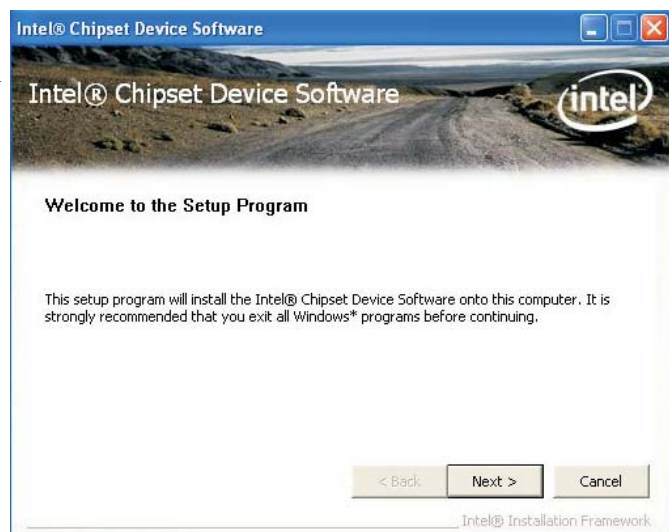 Intel® Chipset Device Software
Intel® Chipset Device Software
intel
Welcome to the Setup Program
This setup program will install the Intel® Chipset Device Software onto this computer. It is
strongly recommended that you exit all Windows* programs before continuing.
< Back
Next >
Cancel
Intel® Installation Framework